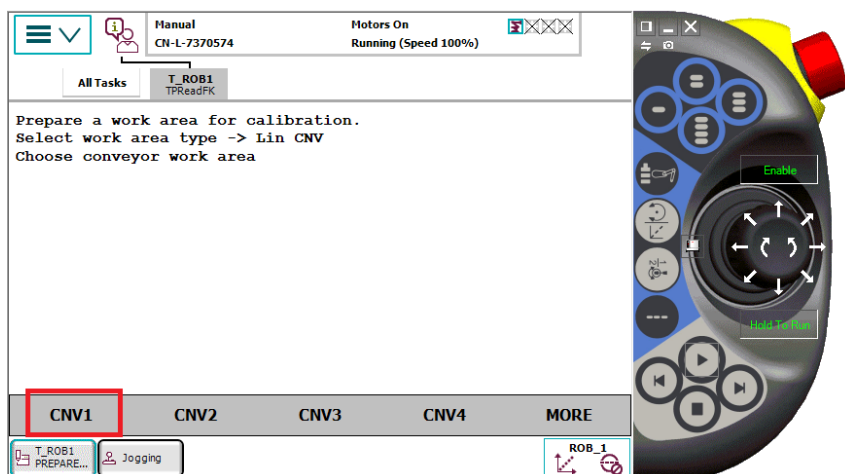 Manual
CN-L-7370574
Motors On
Running (Speed 100%)
All Tasks
T_ROB1
TPReadFK
Prepare a work area for calibration.
Select work area type -> Lin CNV
Choose conveyor work area
CNV1 CNV2 CNV3 CNV4 MORE
T_ROB1
PREPARE...
Jogging
ROB_1
Enable
Hold To Run